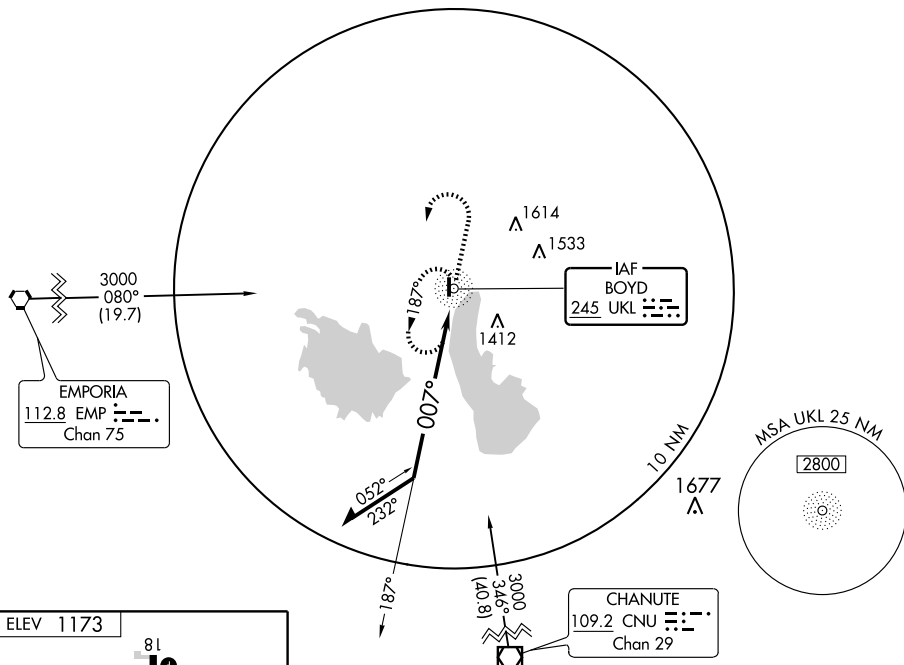 1614
1533
IAF
BOYD
245 UKL
1412
187°
3000
080°
(19.7)
EMPORIA
112.8 EMP
Chan 75
007°
052°
232°
187°
10 NM
1677
MSA UKL 25 NM
2800
3000
346°
(40.8)
CHANUTE
109.2 CNU
Chan 29
ELEV 1173
18